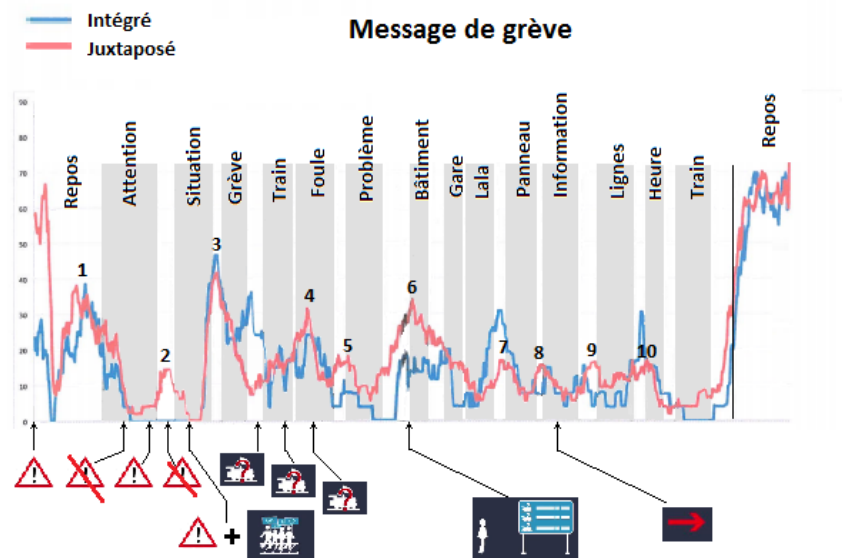 Intégré
Juxtaposé
Message de grève
Repos
Attention
Situation
Grève
Train
Foule
Problème
Bâtiment
Gare
Lala
Panneau
Information
Lignes
Heure
Train
Repos
90
80
70
60
50
40
30
20
10
0
1
2
3
4
5
6
7
8
9
10
! ! ! !
? ? ?
! +